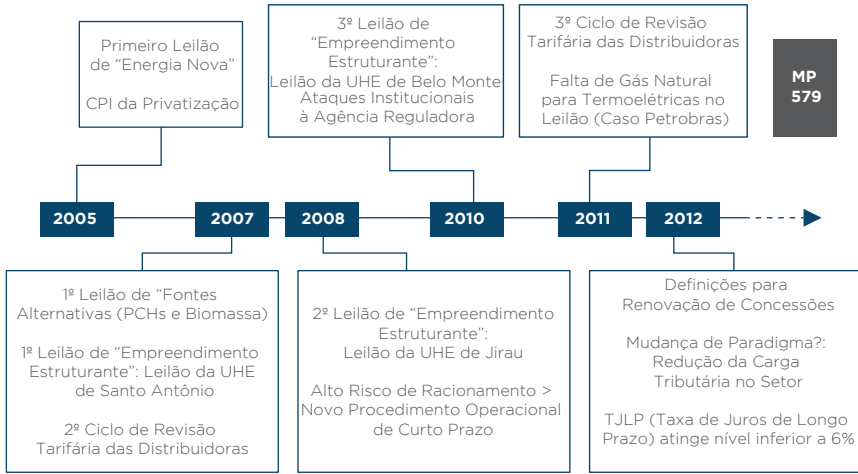 Primeiro Leilão
de “Energia Nova”
CPI da Privatização
3º Leilão de
“Empreendimento
Estruturante”:
Leilão da UHE de Belo Monte
Ataques Institucionais
à Agência Reguladora
3º Ciclo de Revisão
Tarifária das Distribuidoras
Falta de Gás Natural
para Termoelétricas no
Leilão (Caso Petrobras)
MP
579
2005
2007
2008
2010
2011
2012
1º Leilão de “Fontes
Alternativas (PCHs e Biomassa)
1º Leilão de “Empreendimento
Estruturante”: Leilão da UHE
de Santo Antônio
2º Ciclo de Revisão
Tarifária das Distribuidoras
2º Leilão de “Empreendimento
Estruturante”:
Leilão da UHE de Jirau
Alto Risco de Racionamento >
Novo Procedimento Operacional
de Curto Prazo
Definições para
Renovação de Concessões
Mudança de Paradigma?:
Redução da Carga
Tributária no Setor
TJLP (Taxa de Juros de Longo
Prazo) atinge nível inferior a 6%